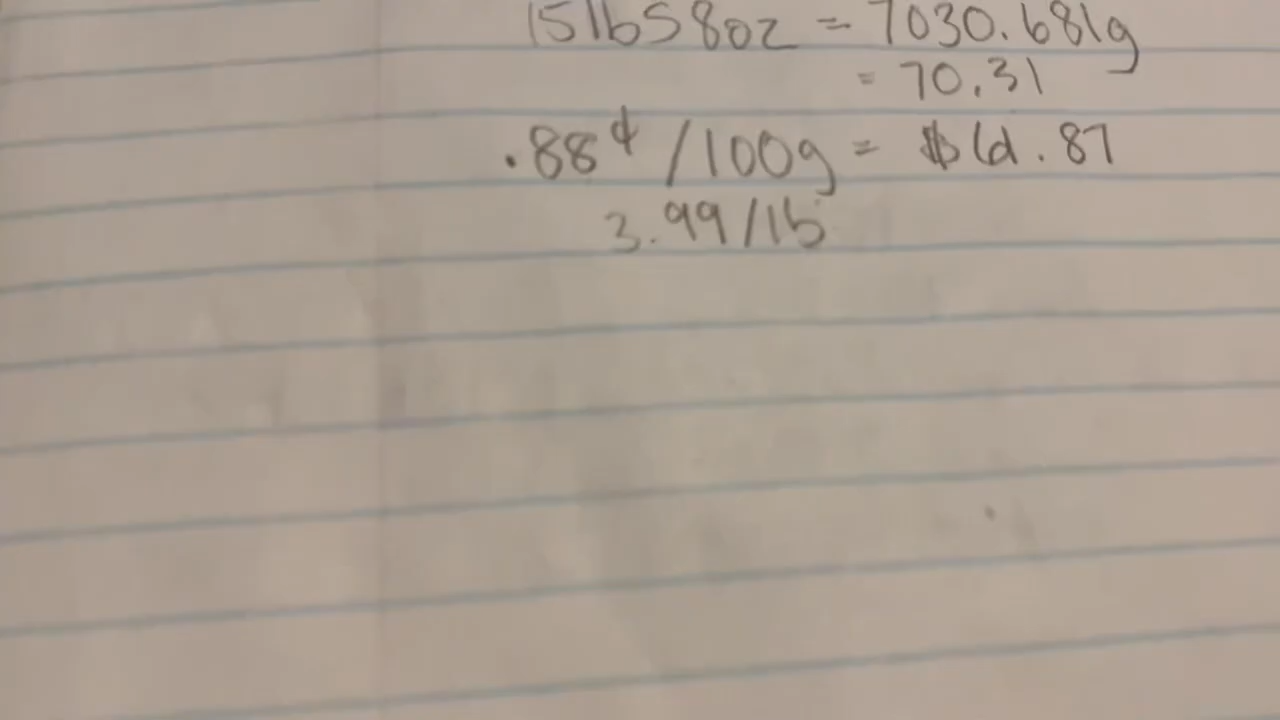 15lbs 8oz = 7030.681g
= 70.31
.88¢/100g = $61.87
3.99/lb